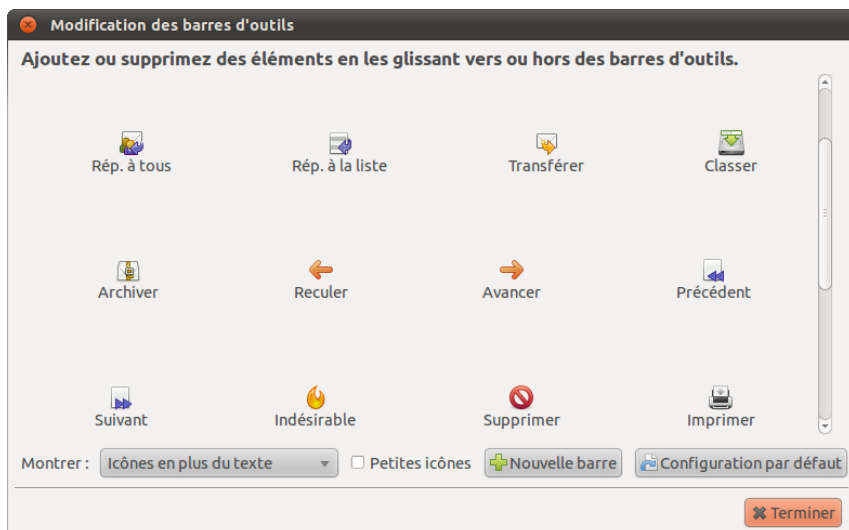 Modification des barres d'outils
Ajoutez ou supprimez des éléments en les glissant vers ou hors des barres d'outils.
Rép. à tous Rép. à la liste Transférer Classer
Archiver Reculer Avancer Précédent
Suivant Indésirable Supprimer Imprimer
Montrer : Icônes en plus du texte Petites icônes Nouvelle barre Configuration par défaut
Terminer